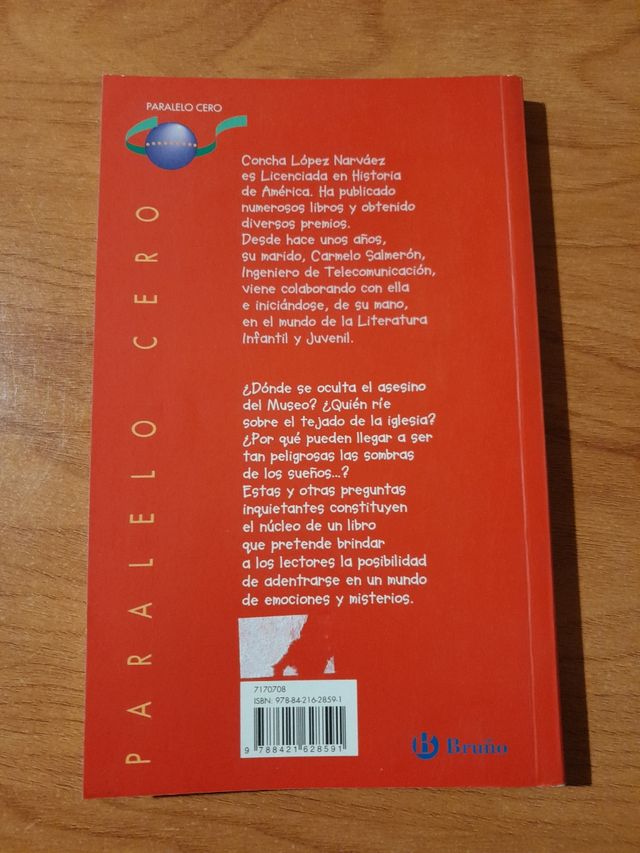 PARALELO CERO
PARALELO CERO
Concha López Narváez
es Licenciada en Historia
de América. Ha publicado
numerosos libros y obtenido
diversos premios.
Desde hace unos años,
su marido, Carmelo Salmerón,
Ingeniero de Telecomunicación,
viene colaborando con ella
e iniciándose, de su mano,
en el mundo de la Literatura
Infantil y Juvenil.
¿Dónde se oculta el asesino
del Museo? ¿Quién ríe
sobre el tejado de la iglesia?
¿Por qué pueden llegar a ser
tan peligrosas las sombras
de los sueños...?
Estas y otras preguntas
inquietantes constituyen
el núcleo de un libro
que pretende brindar
a los lectores la posibilidad
de adentrarse en un mundo
de emociones y misterios.
7170708
ISBN: 978-84-216-2859-1
9 788421 628591
Bruño